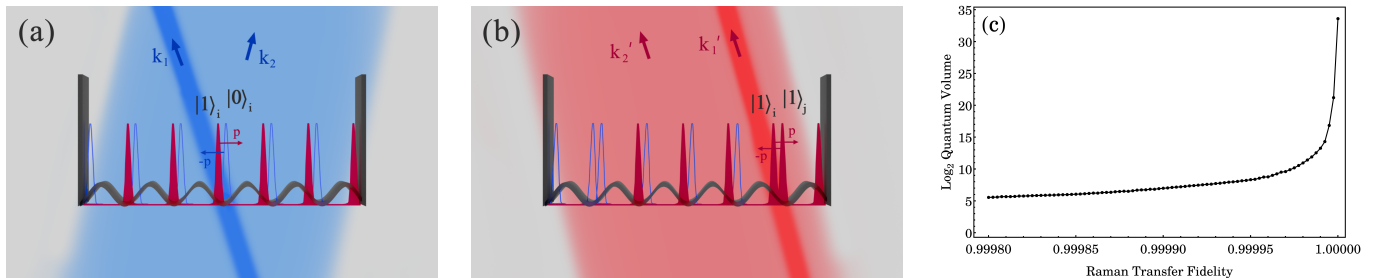 (a)
k₁
k₂
|1⟩ᵢ |0⟩ᵢ
p
-p
(b)
k₂′
k₁′
|1⟩ᵢ |1⟩ⱼ
p
-p
(c)
Log₂ Quantum Volume
35
30
25
20
15
10
5
0
0.99980 0.99985 0.99990 0.99995 1.00000
Raman Transfer Fidelity